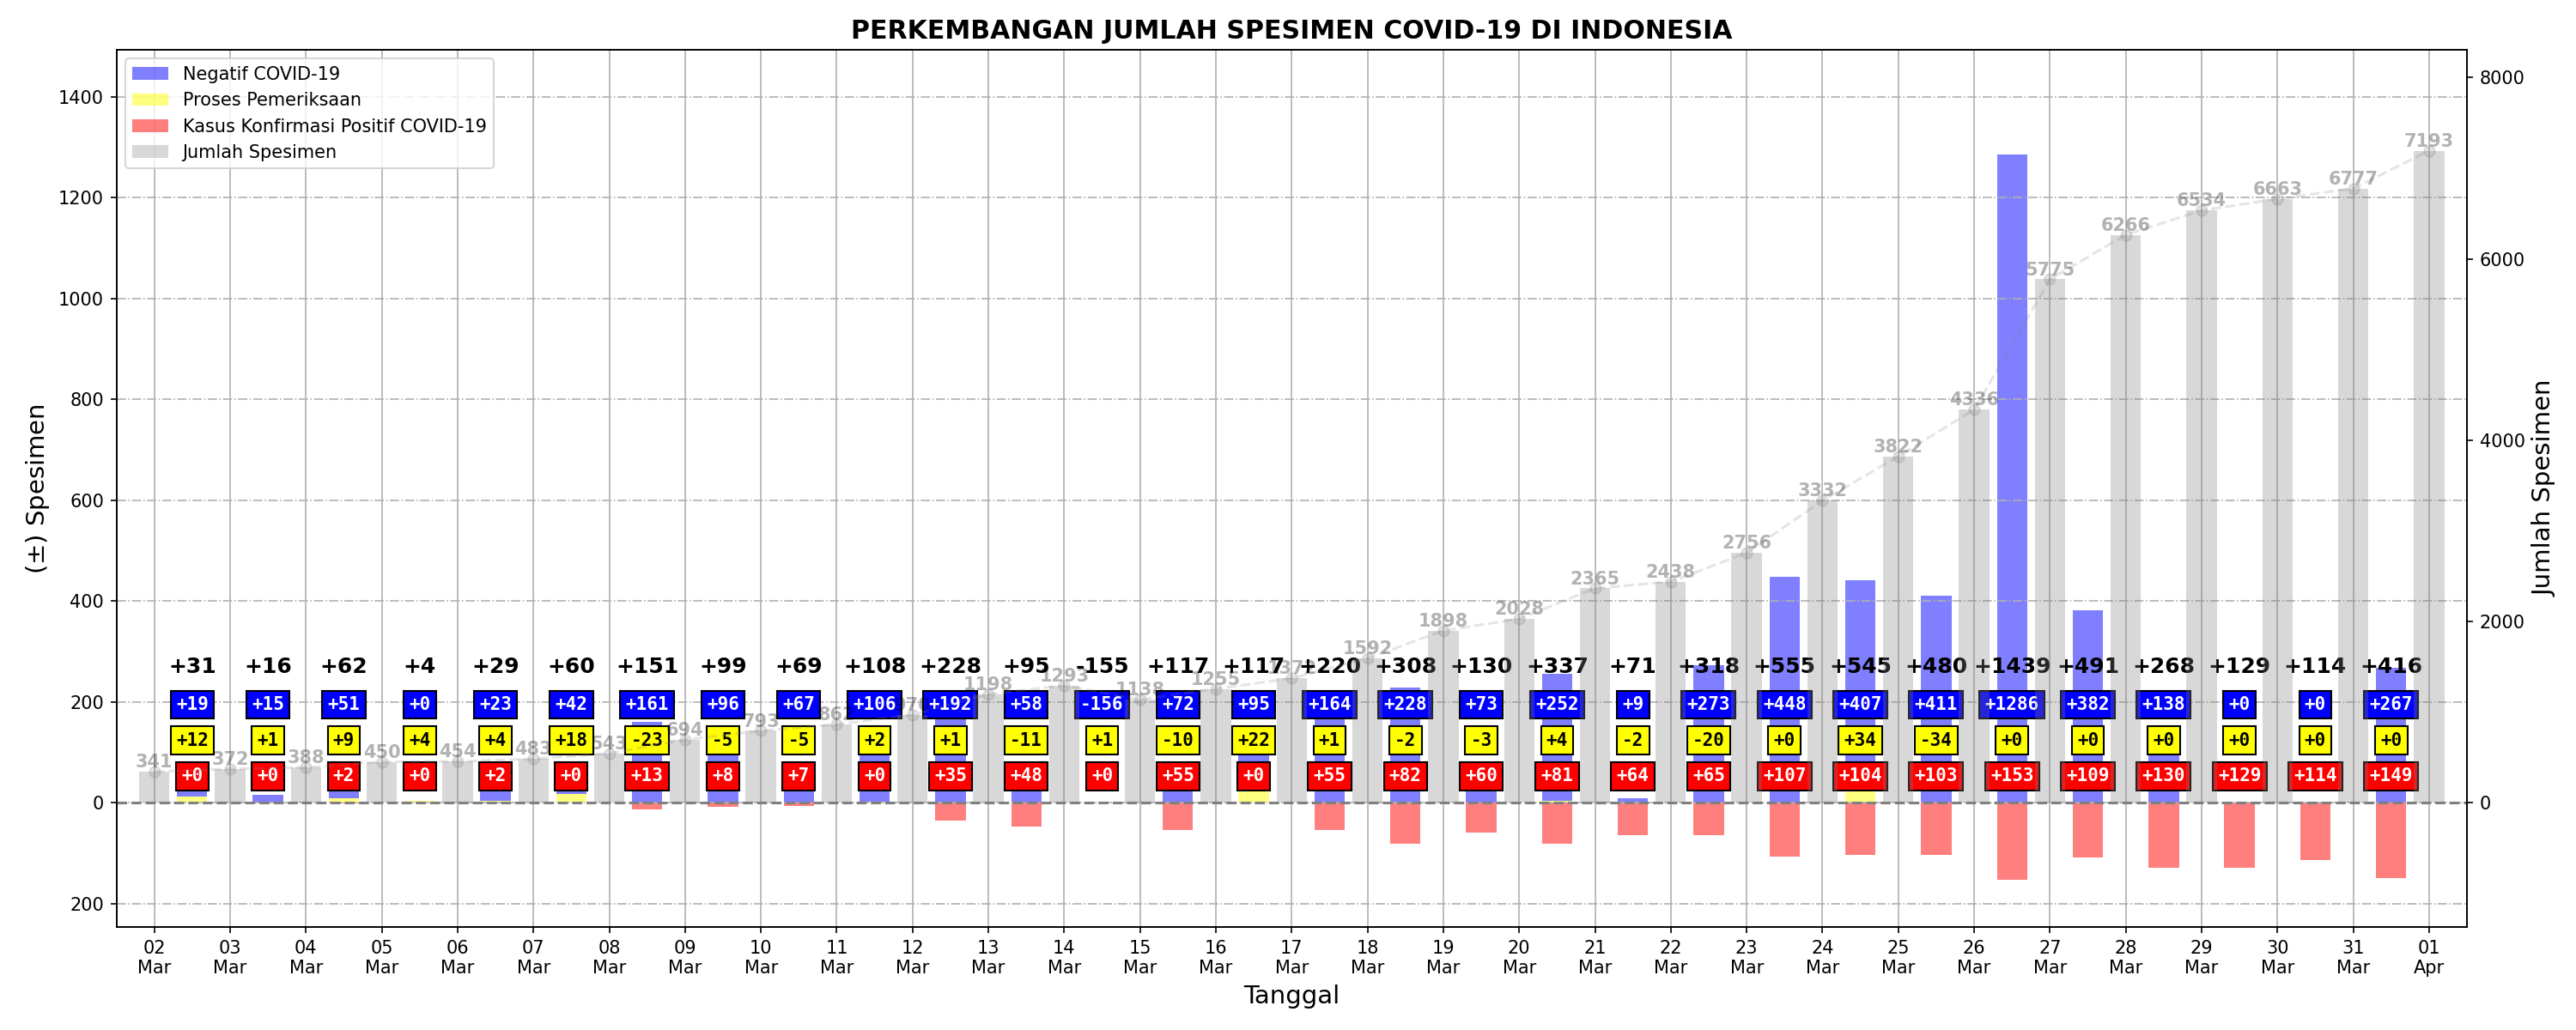 PERKEMBANGAN JUMLAH SPESIMEN COVID-19 DI INDONESIA
Negatif COVID-19
Proses Pemeriksaan
Kasus Konfirmasi Positif COVID-19
Jumlah Spesimen
(±) Spesimen
1400
1200
1000
800
600
400
200
0
200
8000
6000
4000
2000
0
Jumlah Spesimen
341 372 388 450 454 483 543 694 793 862 1198 1293 1138 1255 1372 1592 1898 2028 2365 2438 2756 3332 3822 4336 5775 6266 6534 6663 6777 7193
+31 +16 +62 +4 +29 +60 +151 +99 +69 +108 +228 +95 -155 +117 +117 +220 +308 +130 +337 +71 +318 +555 +545 +480 +1439 +491 +268 +129 +114 +416
+19 +15 +51 +0 +23 +42 +161 +96 +67 +106 +192 +58 -156 +72 +95 +164 +228 +73 +252 +9 +273 +448 +407 +411 +1286 +382 +138 +0 +0 +267
+12 +1 +9 +4 +4 +18 -23 -5 -5 +2 +1 -11 +1 -10 +22 +1 -2 -3 +4 -2 -20 +0 +34 -34 +0 +0 +0 +0 +0 +0
+0 +0 +2 +0 +2 +0 +13 +8 +7 +0 +35 +48 +0 +55 +0 +55 +82 +60 +81 +64 +65 +107 +104 +103 +153 +109 +130 +129 +114 +149
02 03 04 05 06 07 08 09 10 11 12 13 14 15 16 17 18 19 20 21 22 23 24 25 26 27 28 29 30 31 01
Mar Mar Mar Mar Mar Mar Mar Mar Mar Mar Mar Mar Mar Mar Mar Mar Mar Mar Mar Mar Mar Mar Mar Mar Mar Mar Mar Mar Mar Mar Apr
Tanggal